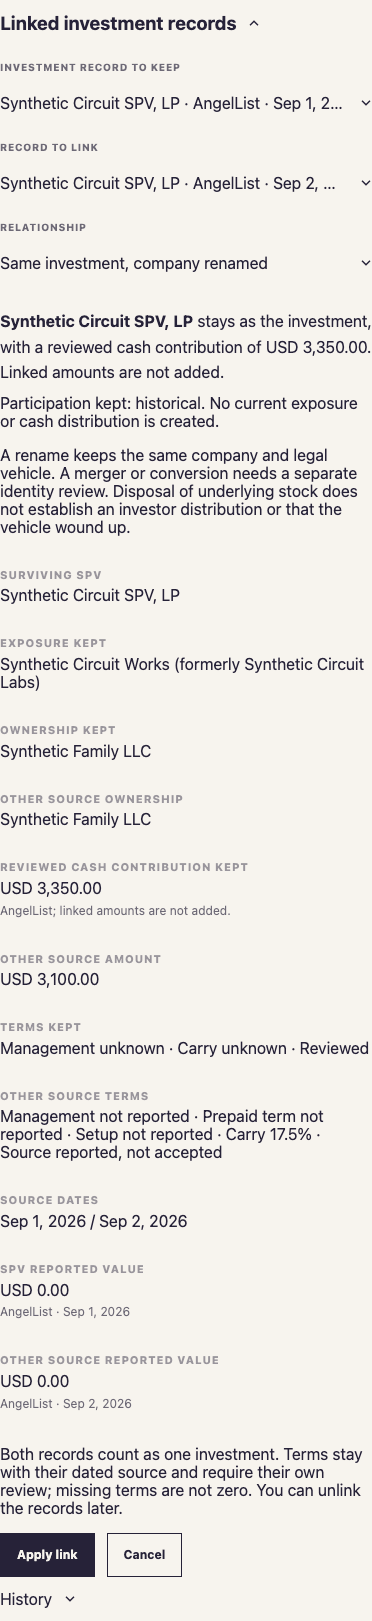 Linked investment records
INVESTMENT RECORD TO KEEP
Synthetic Circuit SPV, LP · AngelList · Sep 1, 2...
RECORD TO LINK
Synthetic Circuit SPV, LP · AngelList · Sep 2, ...
RELATIONSHIP
Same investment, company renamed
Synthetic Circuit SPV, LP stays as the investment,
with a reviewed cash contribution of USD 3,350.00.
Linked amounts are not added.
Participation kept: historical. No current exposure
or cash distribution is created.
A rename keeps the same company and legal
vehicle. A merger or conversion needs a separate
identity review. Disposal of underlying stock does
not establish an investor distribution or that the
vehicle wound up.
SURVIVING SPV
Synthetic Circuit SPV, LP
EXPOSURE KEPT
Synthetic Circuit Works (formerly Synthetic Circuit
Labs)
OWNERSHIP KEPT
Synthetic Family LLC
OTHER SOURCE OWNERSHIP
Synthetic Family LLC
REVIEWED CASH CONTRIBUTION KEPT
USD 3,350.00
AngelList; linked amounts are not added.
OTHER SOURCE AMOUNT
USD 3,100.00
TERMS KEPT
Management unknown · Carry unknown · Reviewed
OTHER SOURCE TERMS
Management not reported · Prepaid term not
reported · Setup not reported · Carry 17.5% ·
Source reported, not accepted
SOURCE DATES
Sep 1, 2026 / Sep 2, 2026
SPV REPORTED VALUE
USD 0.00
AngelList · Sep 1, 2026
OTHER SOURCE REPORTED VALUE
USD 0.00
AngelList · Sep 2, 2026
Both records count as one investment. Terms stay
with their dated source and require their own
review; missing terms are not zero. You can unlink
the records later.
Apply link Cancel
History